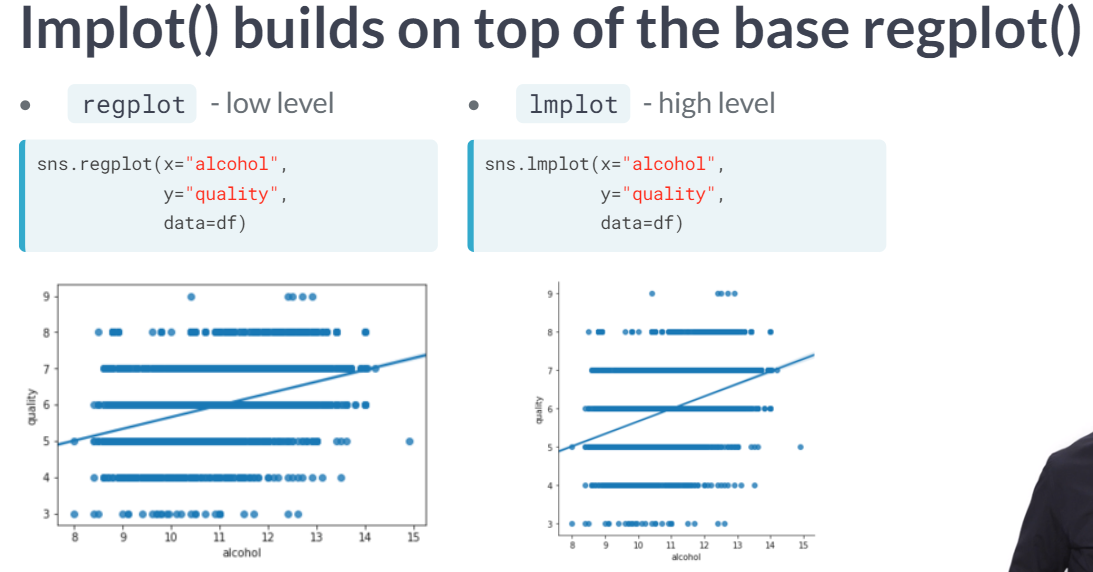 lmplot() builds on top of the base regplot()
• regplot - low level
sns.regplot(x="alcohol",
y="quality",
data=df)
9
8
7
6
5
4
3
quality
8 9 10 11 12 13 14 15
alcohol
• lmplot - high level
sns.lmplot(x="alcohol",
y="quality",
data=df)
9
8
7
6
5
4
3
quality
8 9 10 11 12 13 14 15
alcohol